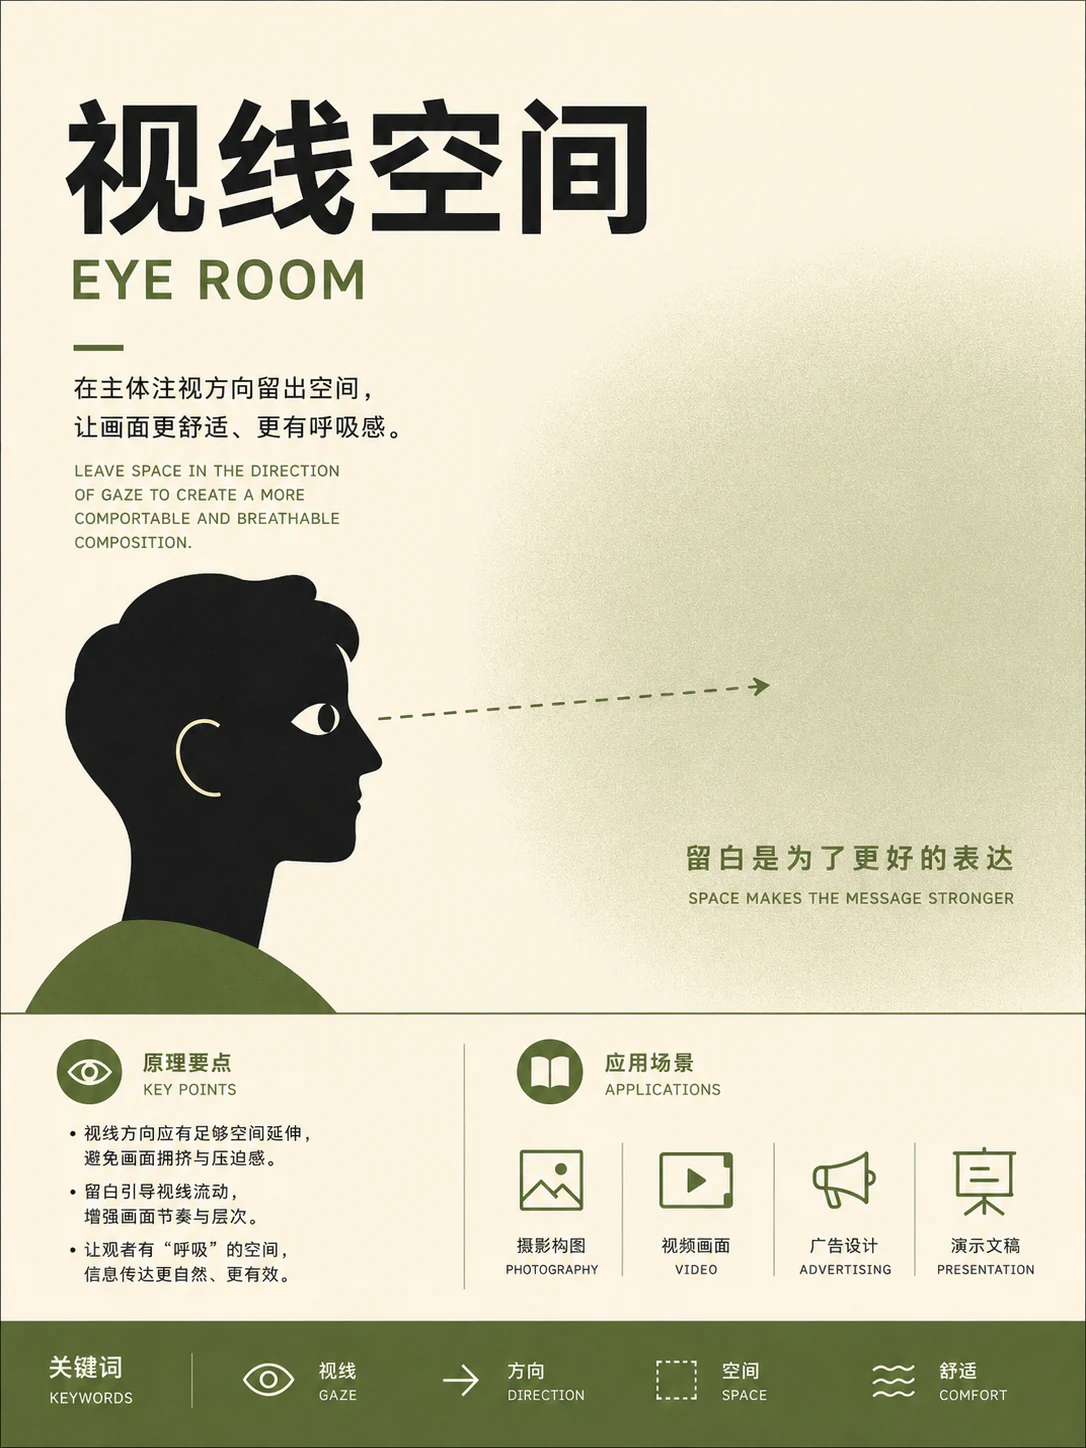 视线空间
EYE ROOM
在主体注视方向留出空间，
让画面更舒适、更有呼吸感。
LEAVE SPACE IN THE DIRECTION
OF GAZE TO CREATE A MORE
COMPORTABLE AND BREATHABLE
COMPOSITION.
留白是为了更好的表达
SPACE MAKES THE MESSAGE STRONGER
原理要点
KEY POINTS
• 视线方向应有足够空间延伸，
避免画面拥挤与压迫感。
• 留白引导视线流动，
增强画面节奏与层次。
• 让观者有“呼吸”的空间，
信息传达更自然、更有效。
应用场景
APPLICATIONS
摄影构图
PHOTOGRAPHY
视频画面
VIDEO
广告设计
ADVERTISING
演示文稿
PRESENTATION
关键词
KEYWORDS
视线
GAZE
方向
DIRECTION
空间
SPACE
舒适
COMFORT